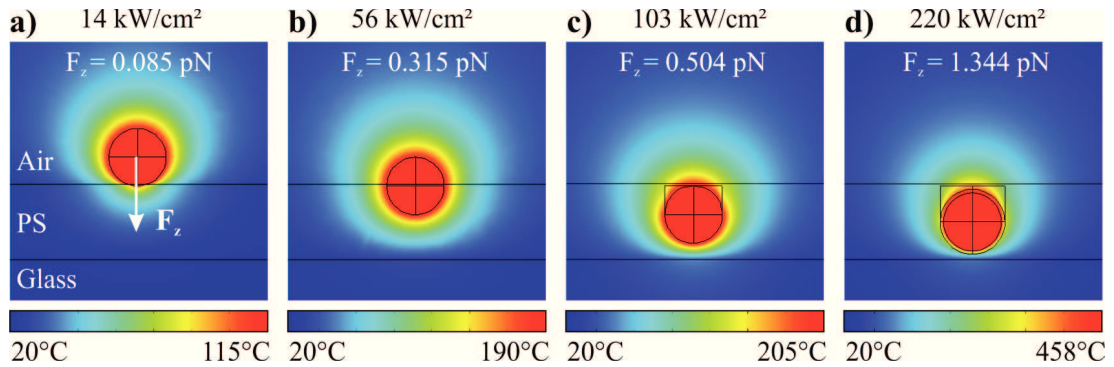 a) 14 kW/cm²
F_z = 0.085 pN
Air
PS
F_z
Glass
20°C 115°C
b) 56 kW/cm²
F_z = 0.315 pN
20°C 190°C
c) 103 kW/cm²
F_z = 0.504 pN
20°C 205°C
d) 220 kW/cm²
F_z = 1.344 pN
20°C 458°C